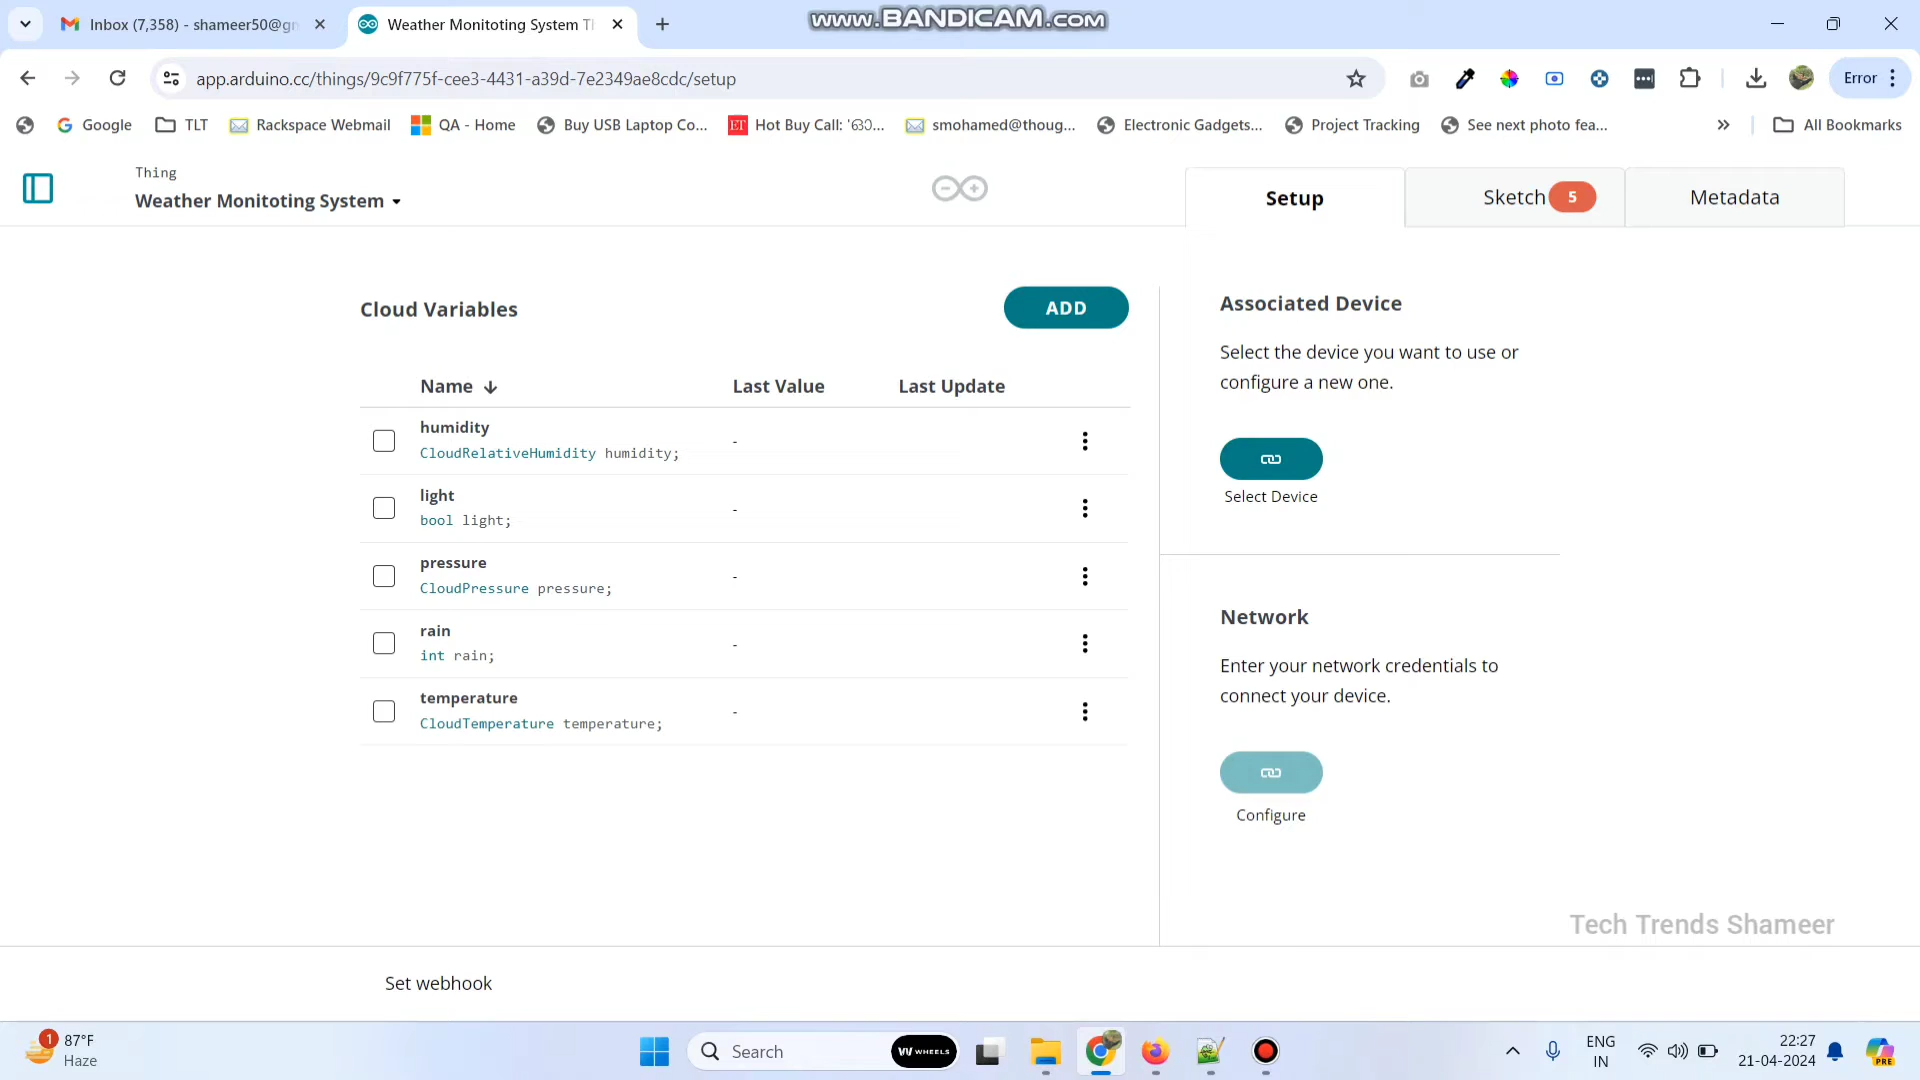 Inbox (7,358) - shameer50@gm
Weather Monitoting System Tl
www.BANDICAM.com
app.arduino.cc/things/9c9f775f-cee3-4431-a39d-7e2349ae8cdc/setup
Error
Google
TLT
Rackspace Webmail
QA - Home
Buy USB Laptop Co...
ET
Hot Buy Call: 'ഓ...
smohamed@thoug...
Electronic Gadgets...
Project Tracking
See next photo fea...
All Bookmarks
Thing
Weather Monitoting System
Setup
Sketch 5
Metadata
Cloud Variables
ADD
Name
Last Value
Last Update
humidity
CloudRelativeHumidity humidity;
-
light
bool light;
-
pressure
CloudPressure pressure;
-
rain
int rain;
-
temperature
CloudTemperature temperature;
-
Associated Device
Select the device you want to use or
configure a new one.
Select Device
Network
Enter your network credentials to
connect your device.
Configure
Tech Trends Shameer
Set webhook
1
87°F
Haze
Search
WHEELS
ENG
IN
22:27
21-04-2024
PRE